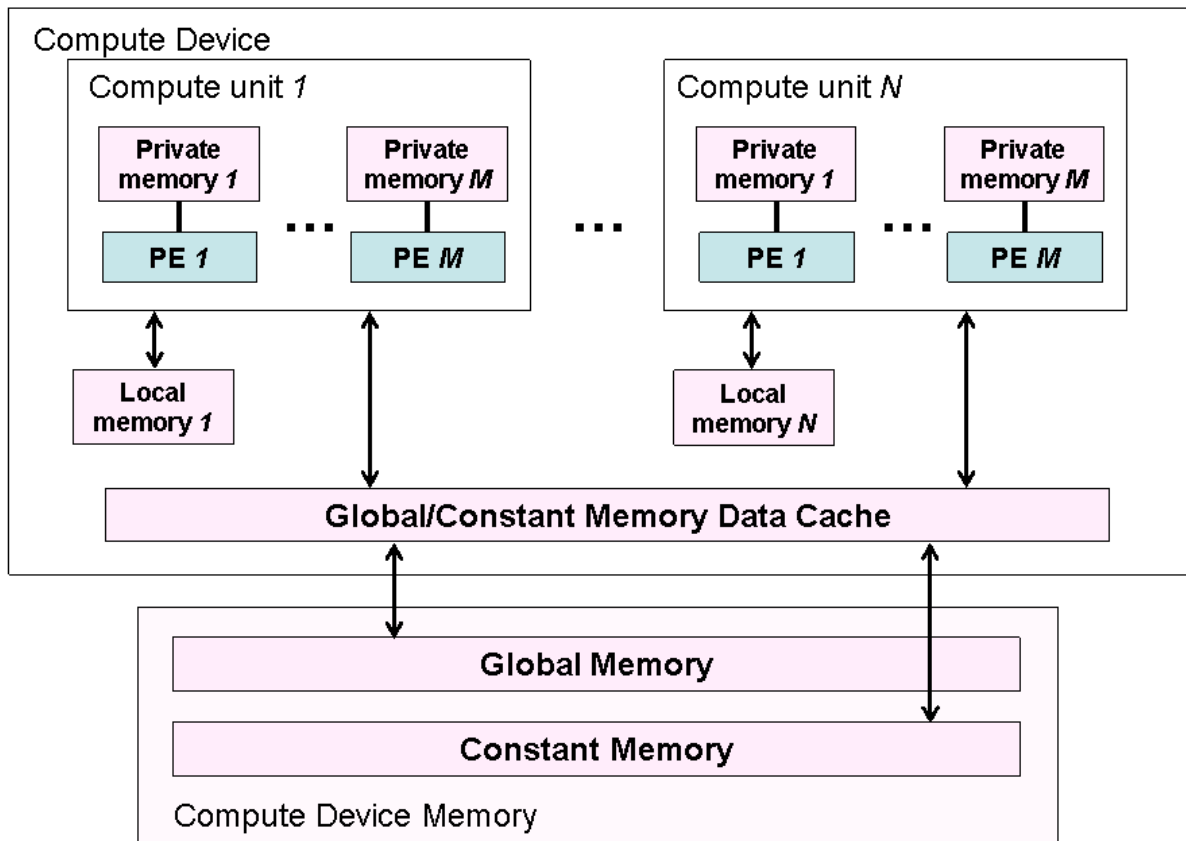 Compute Device
Compute unit 1
Compute unit N
Private
memory 1
Private
memory M
Private
memory 1
Private
memory M
...
...
...
PE 1
PE M
PE 1
PE M
Local
memory 1
Local
memory N
Global/Constant Memory Data Cache
Global Memory
Constant Memory
Compute Device Memory